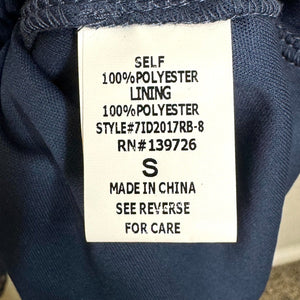 SELF
100%POLYESTER
LINING
100%POLYESTER
STYLE#7ID2017RB-8
RN#139726
S
MADE IN CHINA
SEE REVERSE
FOR CARE